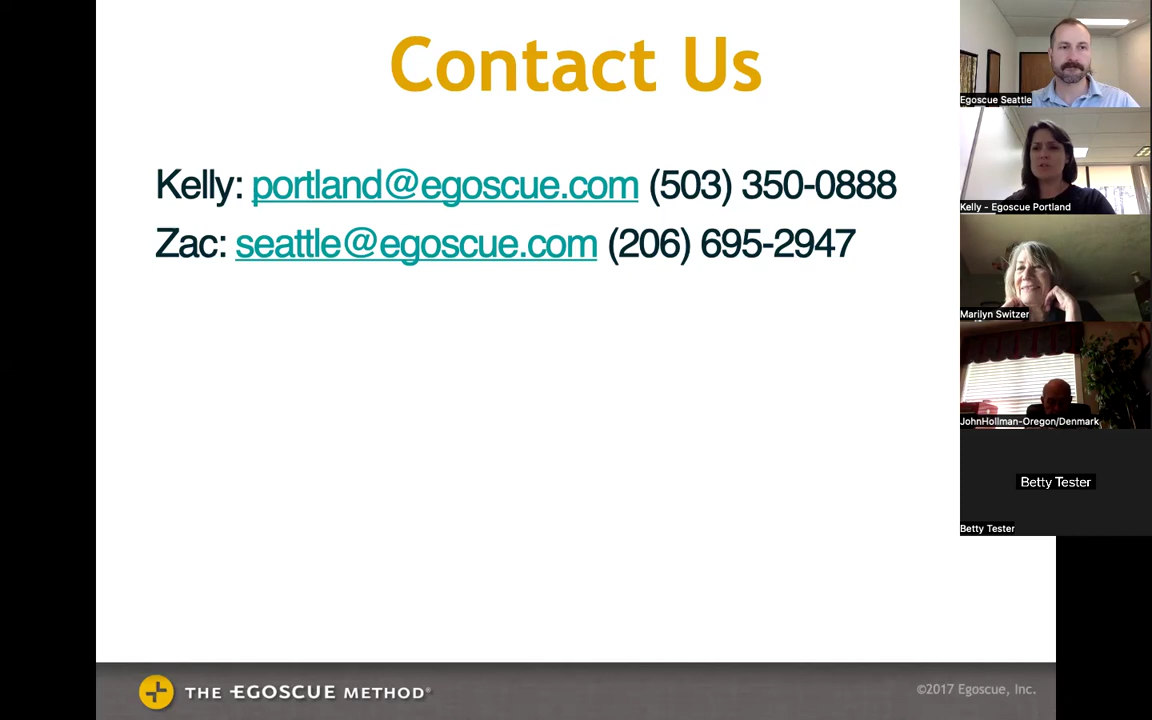 Contact Us
Kelly: portland@egoscue.com (503) 350-0888
Zac: seattle@egoscue.com (206) 695-2947
Egoscue Seattle
Kelly - Egoscue Portland
Marilyn Switzer
JohnHollman-Oregon/Denmark
Betty Tester
Betty Tester
THE EGOSCUE METHOD®
©2017 Egoscue, Inc.